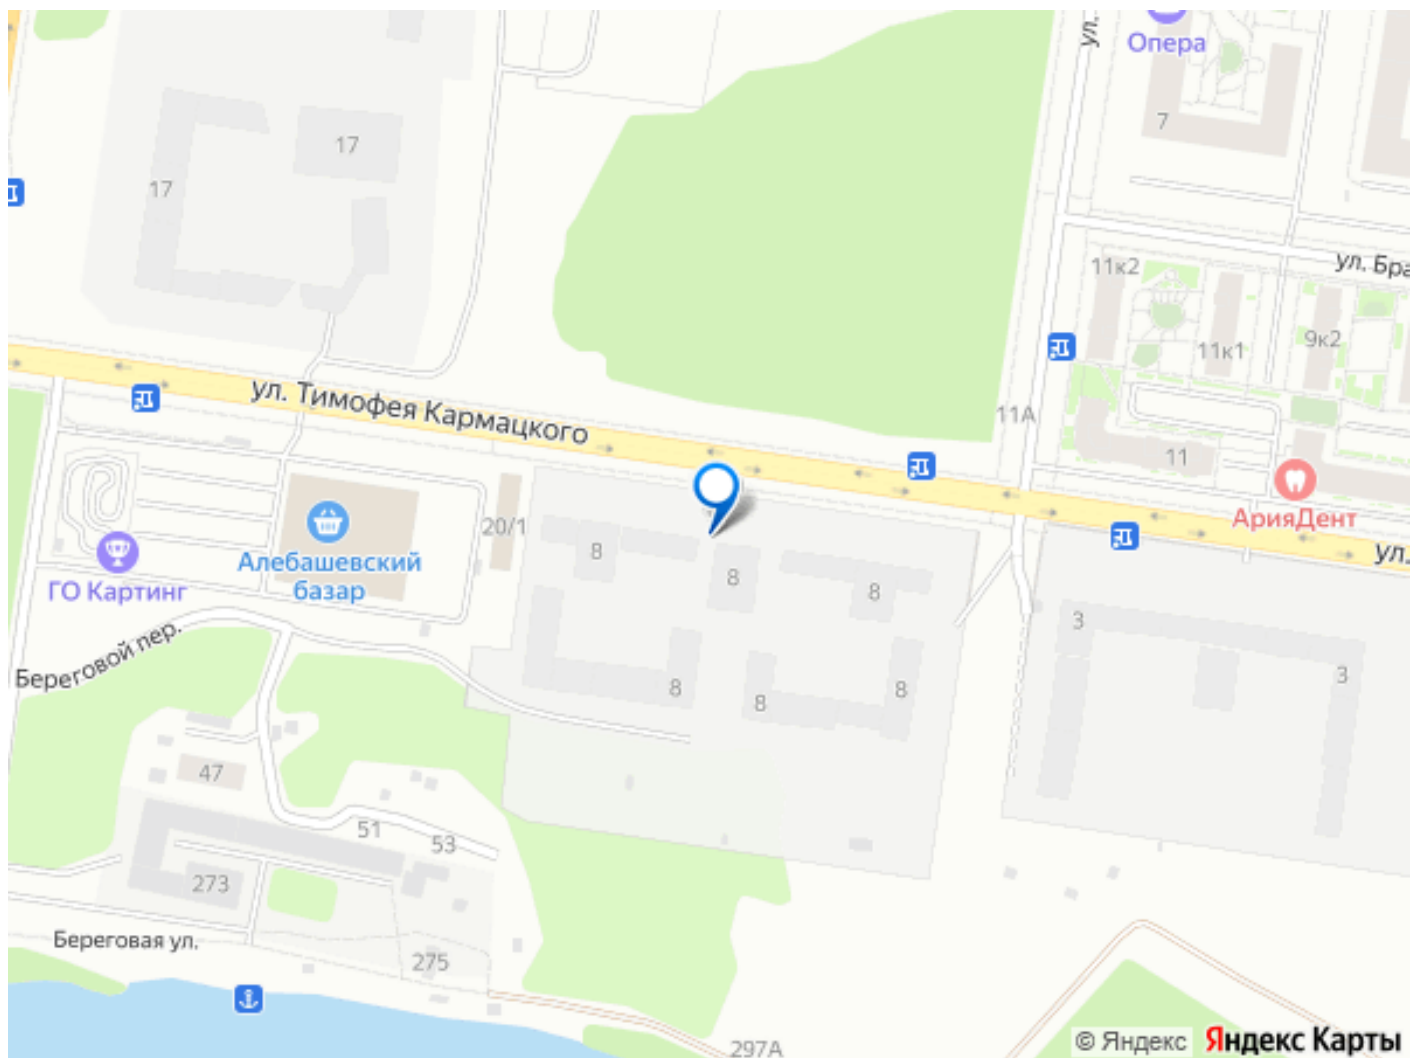 ул.
Опера
7
17
17
ул. Бра
11к2
11к1
9к2
ул. Тимофея Кармацкого
11А
11
АрияДент
ул.
20/1
Алебашевский
базар
ГО Картинг
8
8
8
3
Береговой пер.
8
8
8
3
47
51
53
273
Береговая ул.
275
297А
© Яндекс
Яндекс Карты